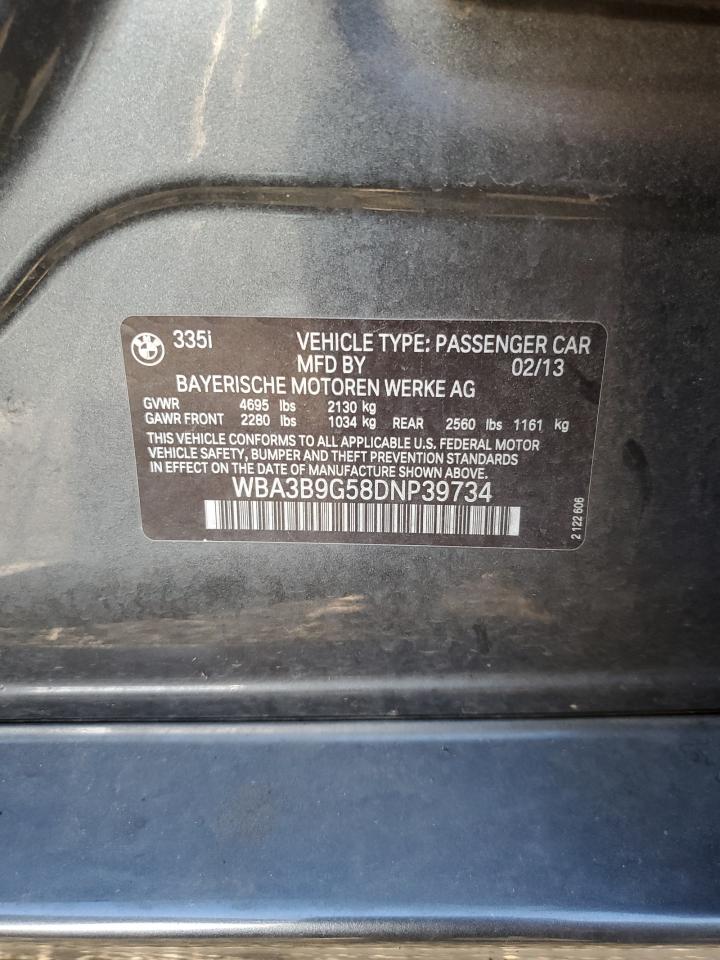 335i VEHICLE TYPE: PASSENGER CAR
MFD BY 02/13
BAYERISCHE MOTOREN WERKE AG
GVWR 4695 lbs 2130 kg
GAWR FRONT 2280 lbs 1034 kg REAR 2560 lbs 1161 kg
THIS VEHICLE CONFORMS TO ALL APPLICABLE U.S. FEDERAL MOTOR
VEHICLE SAFETY, BUMPER AND THEFT PREVENTION STANDARDS
IN EFFECT ON THE DATE OF MANUFACTURE SHOWN ABOVE.
WBA3B9G58DNP39734
2 122 606